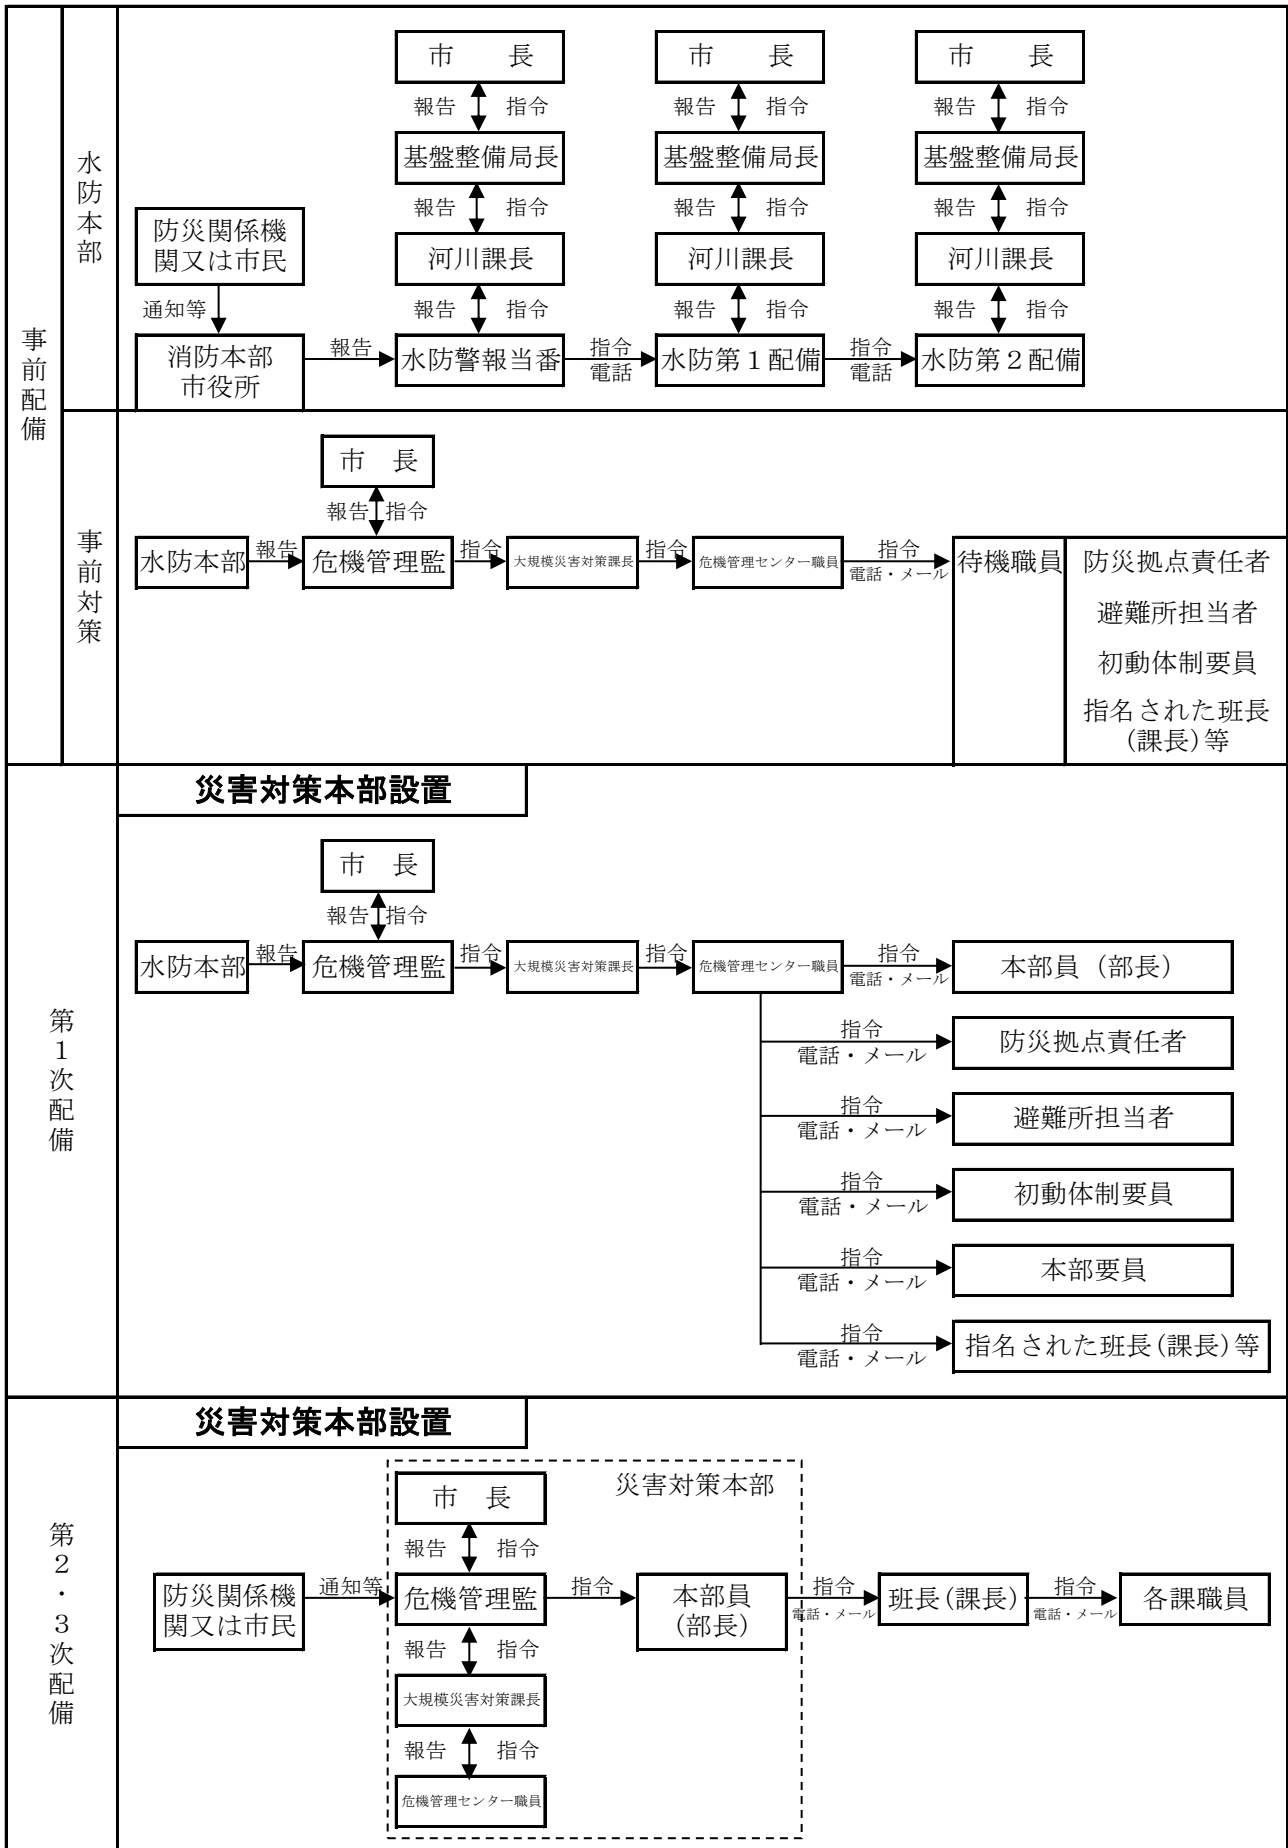 事前配備
水防本部
市　　長
市　　長
市　　長
報告　指令
報告　指令
報告　指令
基盤整備局長
基盤整備局長
基盤整備局長
報告　指令
報告　指令
報告　指令
防災関係機
関又は市民
河川課長
河川課長
河川課長
通知等
報告　指令
報告　指令
報告　指令
消防本部
市役所
報告
水防警報当番
指令
電話
水防第１配備
指令
電話
水防第２配備
事前対策
市　長
報告　指令
水防本部
報告
危機管理監
指令
大規模災害対策課長
指令
危機管理センター職員
指令
電話・メール
待機職員
防災拠点責任者
避難所担当者
初動体制要員
指名された班長
(課長)等
第１次配備
災害対策本部設置
市　長
報告　指令
水防本部
報告
危機管理監
指令
大規模災害対策課長
指令
危機管理センター職員
指令
電話・メール
本部員（部長）
指令
電話・メール
防災拠点責任者
指令
電話・メール
避難所担当者
指令
電話・メール
初動体制要員
指令
電話・メール
本部要員
指令
電話・メール
指名された班長(課長)等
第２・３次配備
災害対策本部設置
災害対策本部
市　長
報告　指令
防災関係機
関又は市民
通知等
危機管理監
指令
本部員
(部長)
指令
電話・メール
班長(課長)
指令
電話・メール
各課職員
報告　指令
大規模災害対策課長
報告　指令
危機管理センター職員